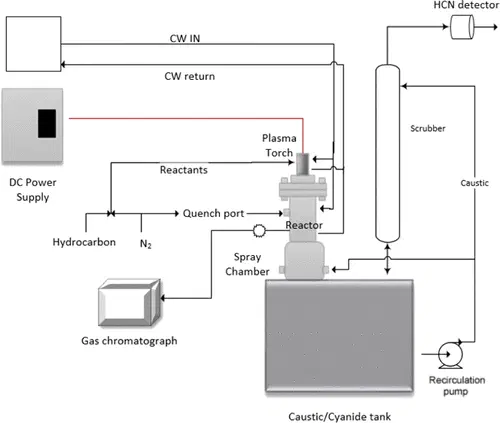 HCN detector
CW IN
CW return
Plasma
Torch
Scrubber
DC Power
Supply
Reactants
Caustic
Quench port
Reactor
Hydrocarbon
N2
Spray
Chamber
Gas chromatograph
Recirculation
pump
Caustic/Cyanide tank